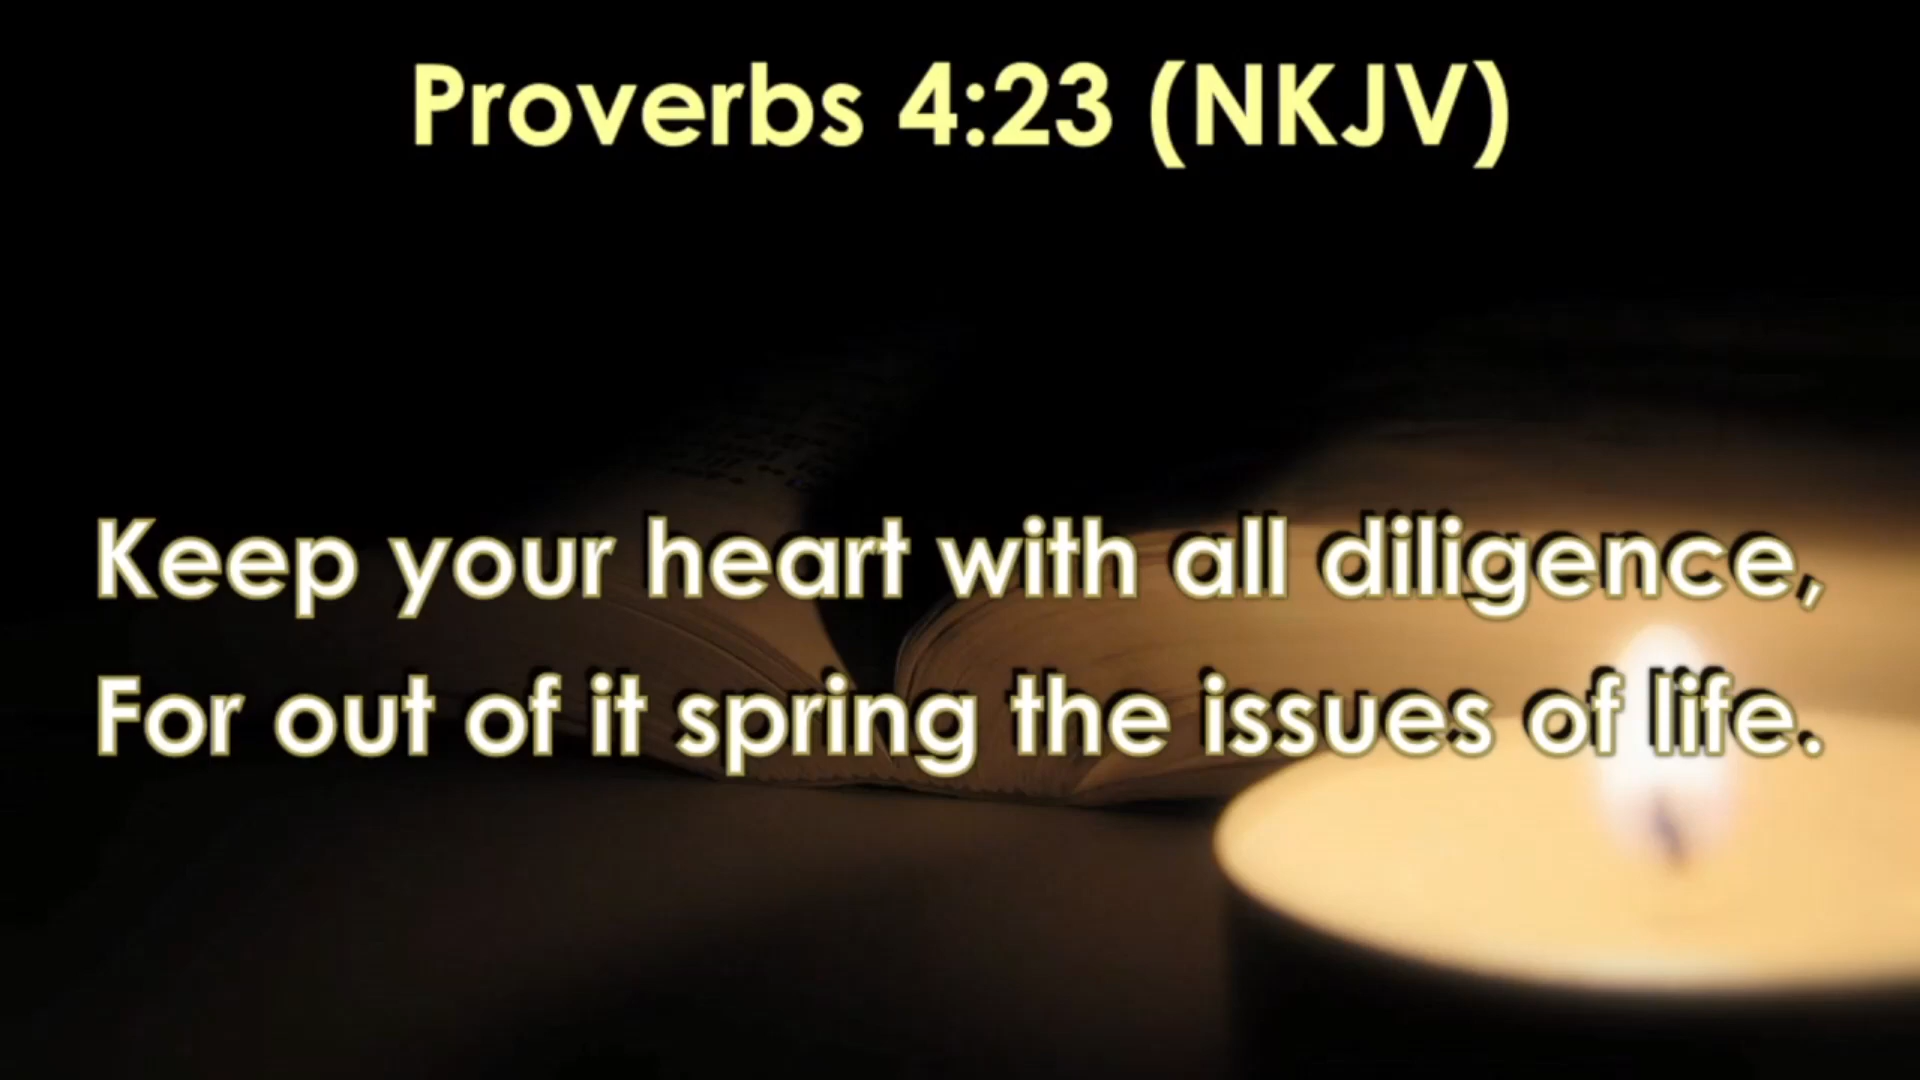 Proverbs 4:23 (NKJV)
Keep your heart with all diligence,
For out of it spring the issues of life.